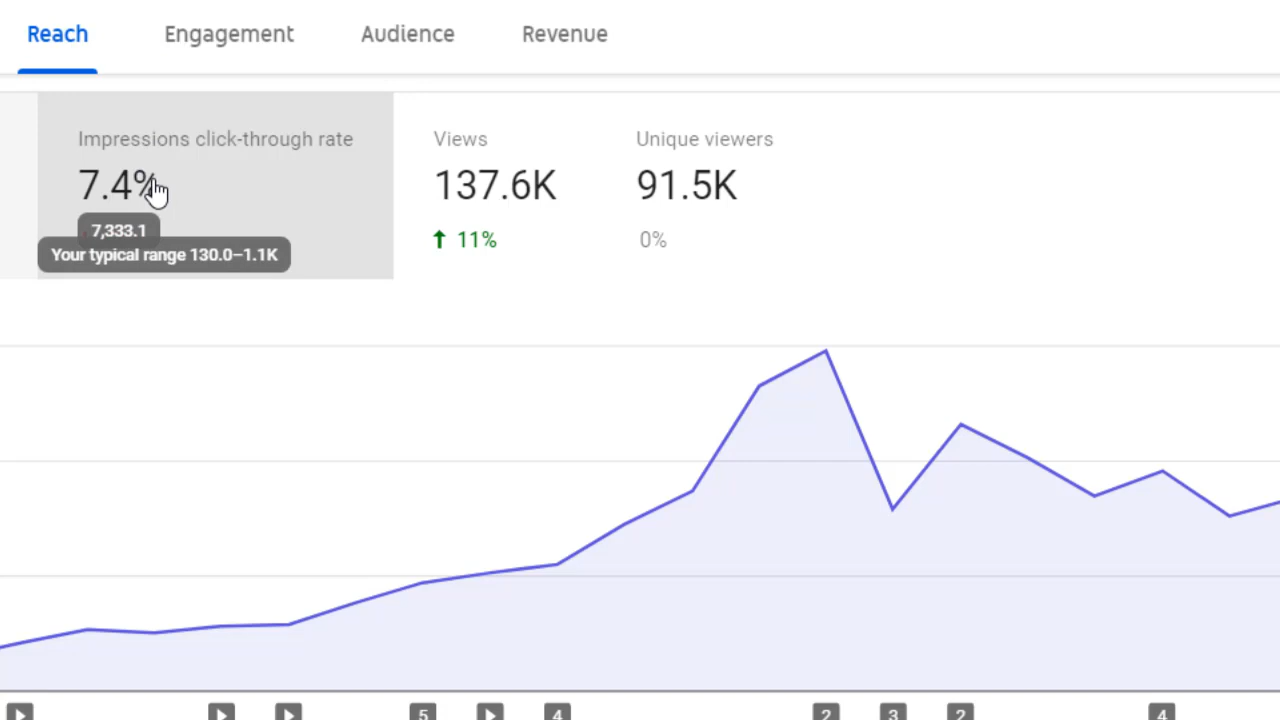 Reach Engagement Audience Revenue
Impressions click-through rate Views Unique viewers
7.4% 137.6K 91.5K
7,333.1
11% 0%
Your typical range 130.0–1.1K
5 4 2 3 2 4